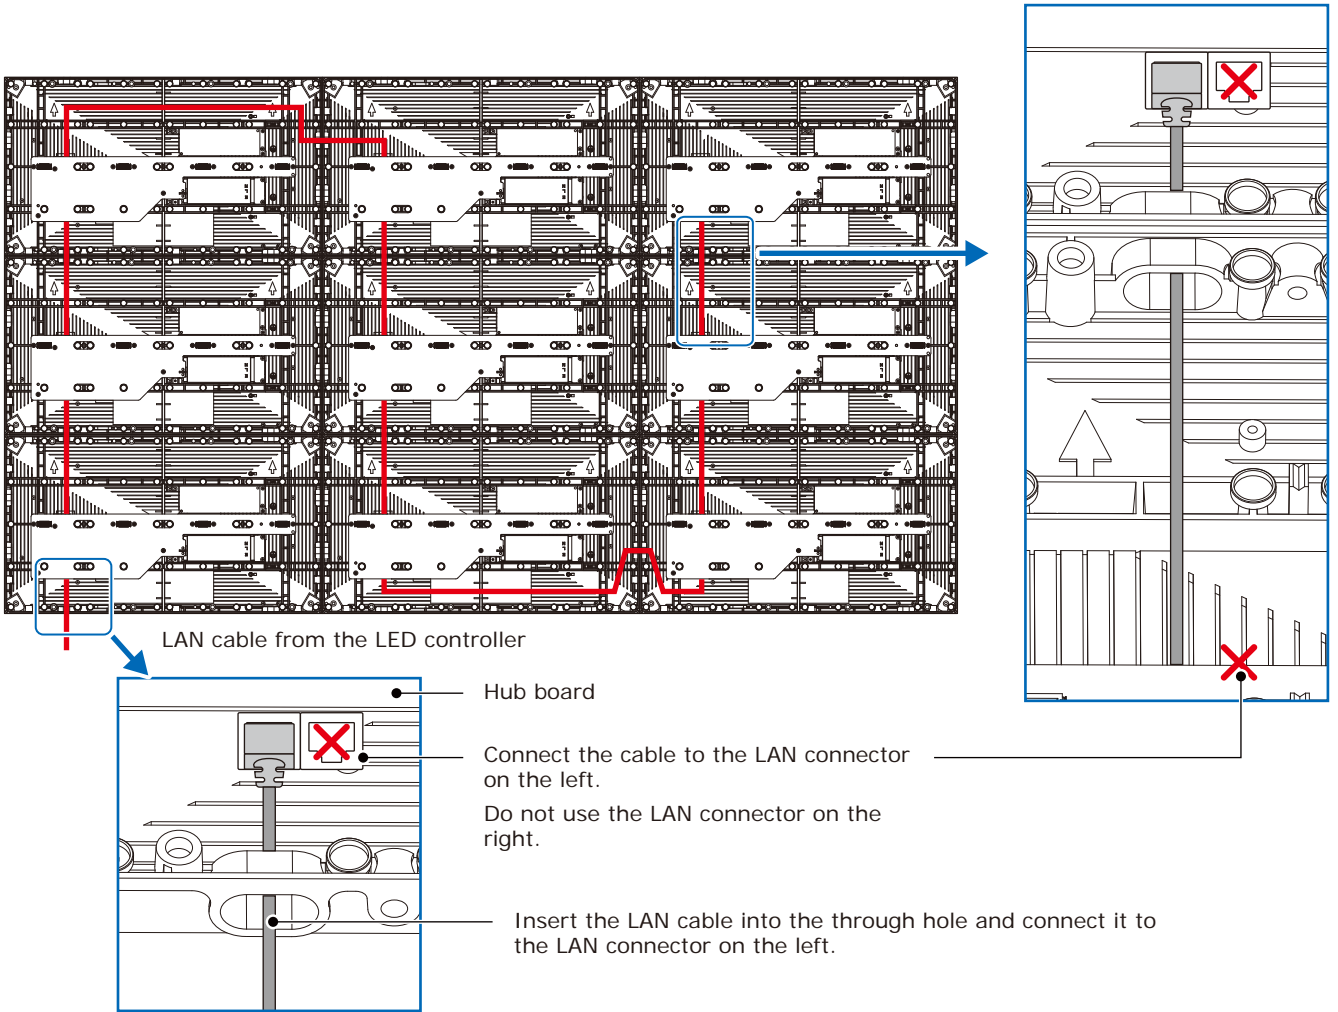 LAN cable from the LED controller
Hub board
Connect the cable to the LAN connector
on the left.
Do not use the LAN connector on the
right.
Insert the LAN cable into the through hole and connect it to
the LAN connector on the left.